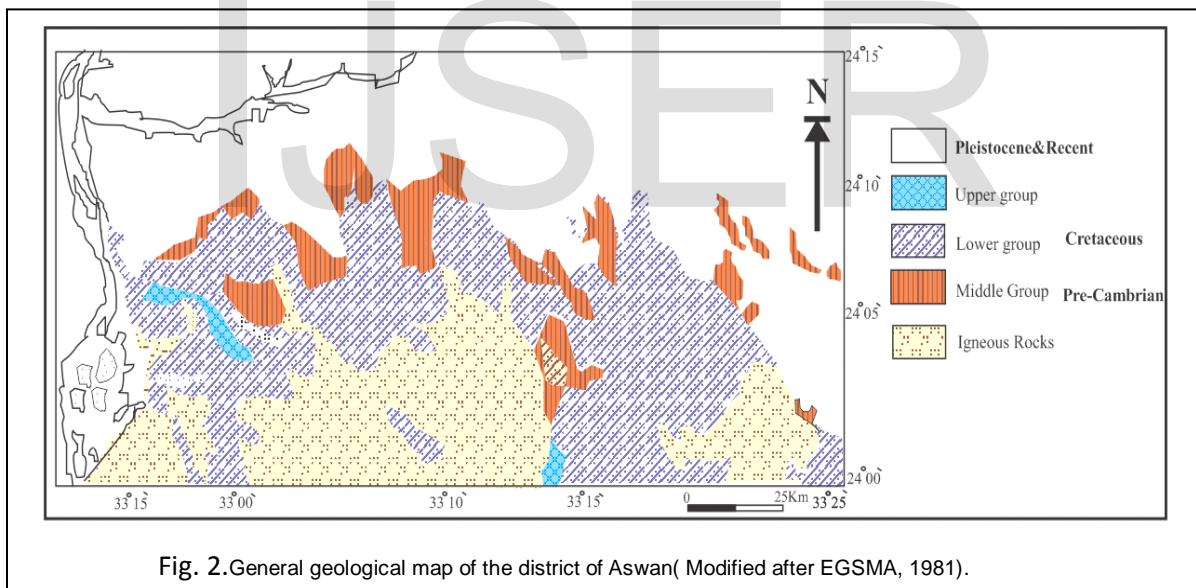 IJSER
24°15`
N
Pleistocene&Recent
24°10`
Upper group
Lower group
Cretaceous
Middle Group
Pre-Cambrian
24°05`
Igneous Rocks
24°00`
33°15`
33°00`
33°10`
33°15`
0
25Km
33°25`
Fig. 2.General geological map of the district of Aswan( Modified after EGSMA, 1981).